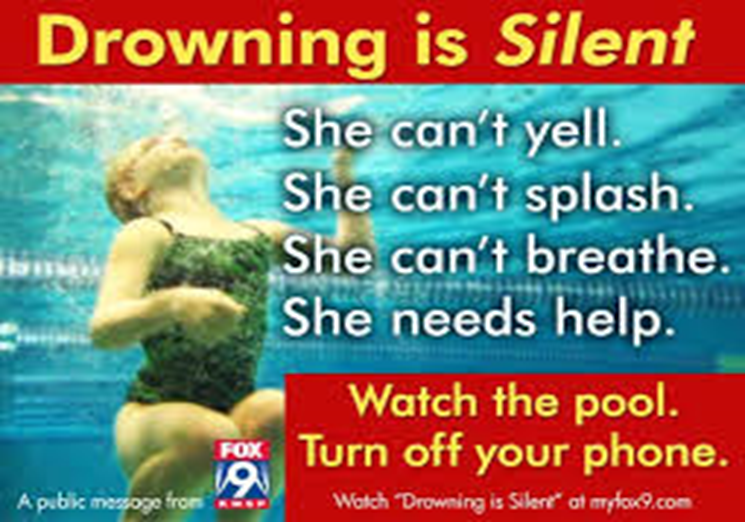 Drowning is Silent
She can't yell.
She can't splash.
She can't breathe.
She needs help.
Watch the pool.
Turn off your phone.
A public message from
FOX
9
KMSP
Watch "Drowning is Silent" at myfox9.com